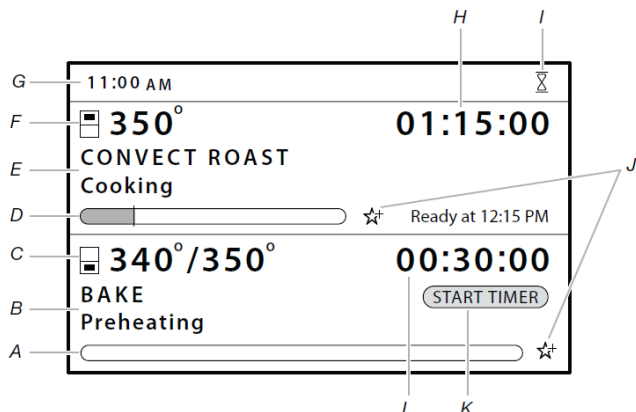 H I
G 11:00 AM
F 350° 01:15:00
E CONVECT ROAST
Cooking
J
D Ready at 12:15 PM
C 340°/350° 00:30:00
B BAKE START TIMER
Preheating
A
L K